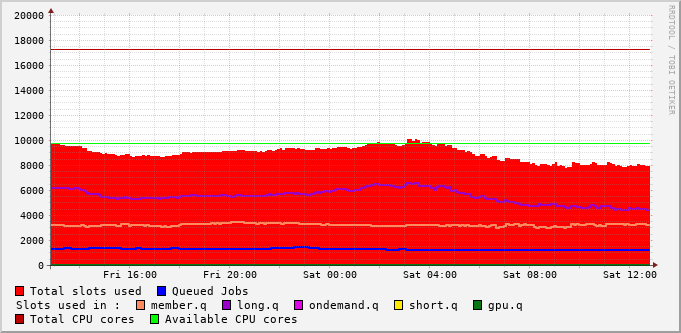 20000
18000
16000
14000
12000
10000
8000
6000
4000
2000
0
Fri 16:00 Fri 20:00 Sat 00:00 Sat 04:00 Sat 08:00 Sat 12:00
RRDTOOL / TOBI OETIKER
Total slots used Queued Jobs
Slots used in : member.q long.q ondemand.q short.q gpu.q
Total CPU cores Available CPU cores